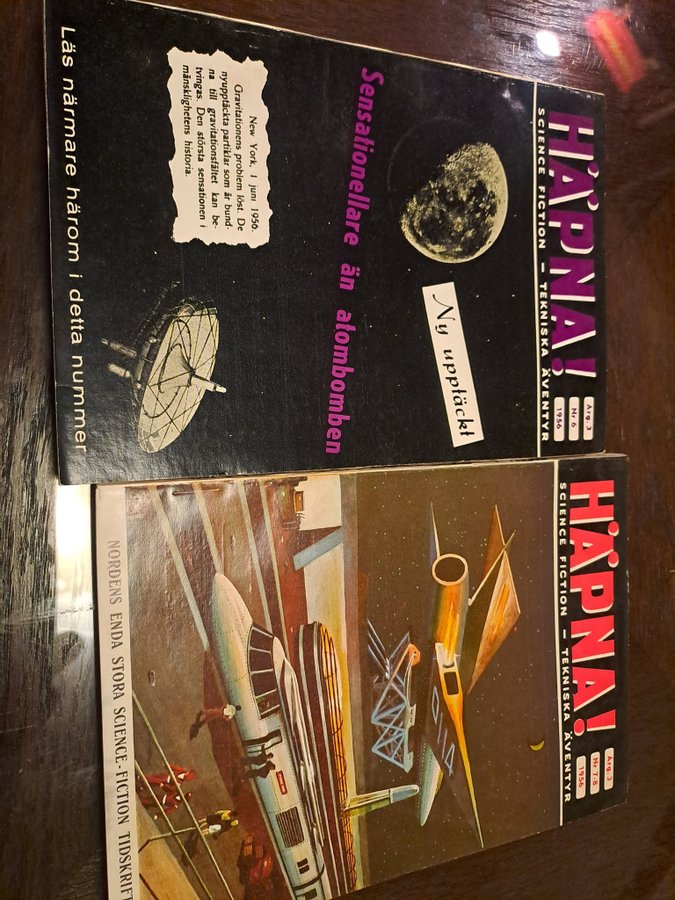 HÄPNA!
SCIENCE FICTION – TEKNISKA ÄVENTYR
Årg. 3
Nr 6
1956
Ny upptäckt
Sensationellare än atombomben
New York, 1 juni 1956.
Gravitationens problem löst. De
nyupptäckta partiklar som är bund-
na till gravitationsfältet kan be-
tvingas. Den största sensationen i
mänsklighetens historia.
Läs närmare härom i detta nummer
HÄPNA!
SCIENCE FICTION – TEKNISKA ÄVENTYR
Årg. 3
Nr 7-8
1956
D114
NORDENS ENDA STORA SCIENCE-FICTION TIDSKRIFT